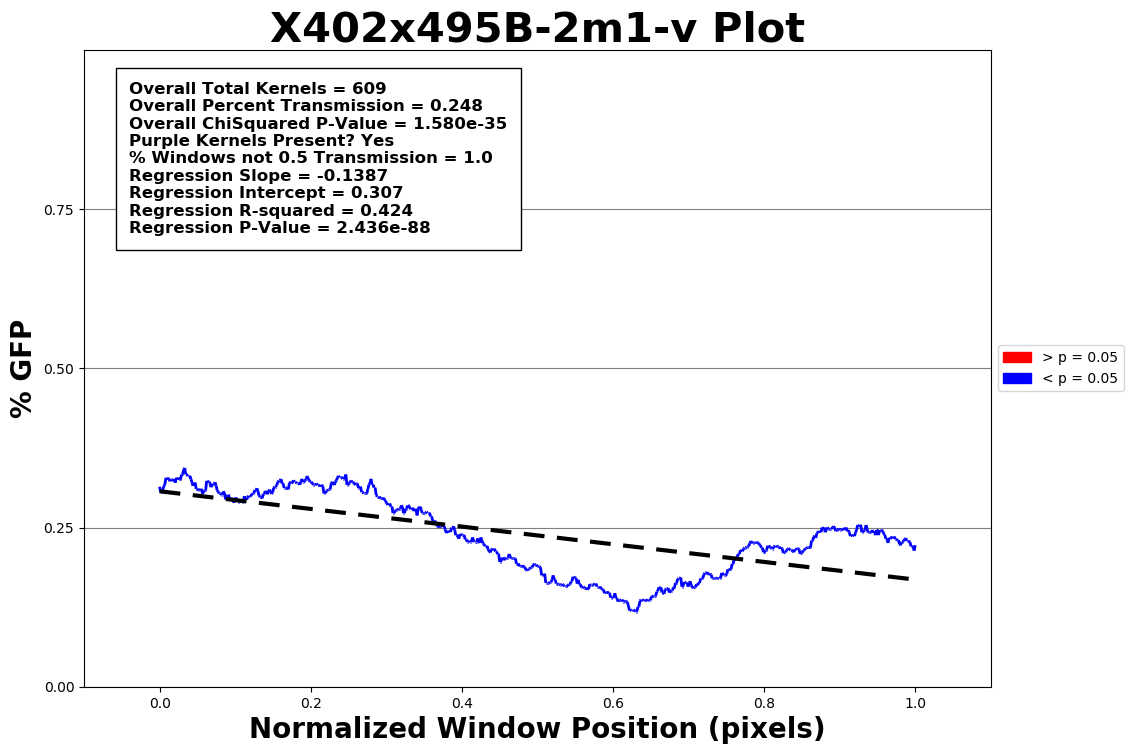 X402x495B-2m1-v Plot
Overall Total Kernels = 609
Overall Percent Transmission = 0.248
Overall ChiSquared P-Value = 1.580e-35
Purple Kernels Present? Yes
% Windows not 0.5 Transmission = 1.0
Regression Slope = -0.1387
Regression Intercept = 0.307
Regression R-squared = 0.424
Regression P-Value = 2.436e-88
% GFP
0.75
0.50
0.25
0.00
> p = 0.05
< p = 0.05
0.0 0.2 0.4 0.6 0.8 1.0
Normalized Window Position (pixels)